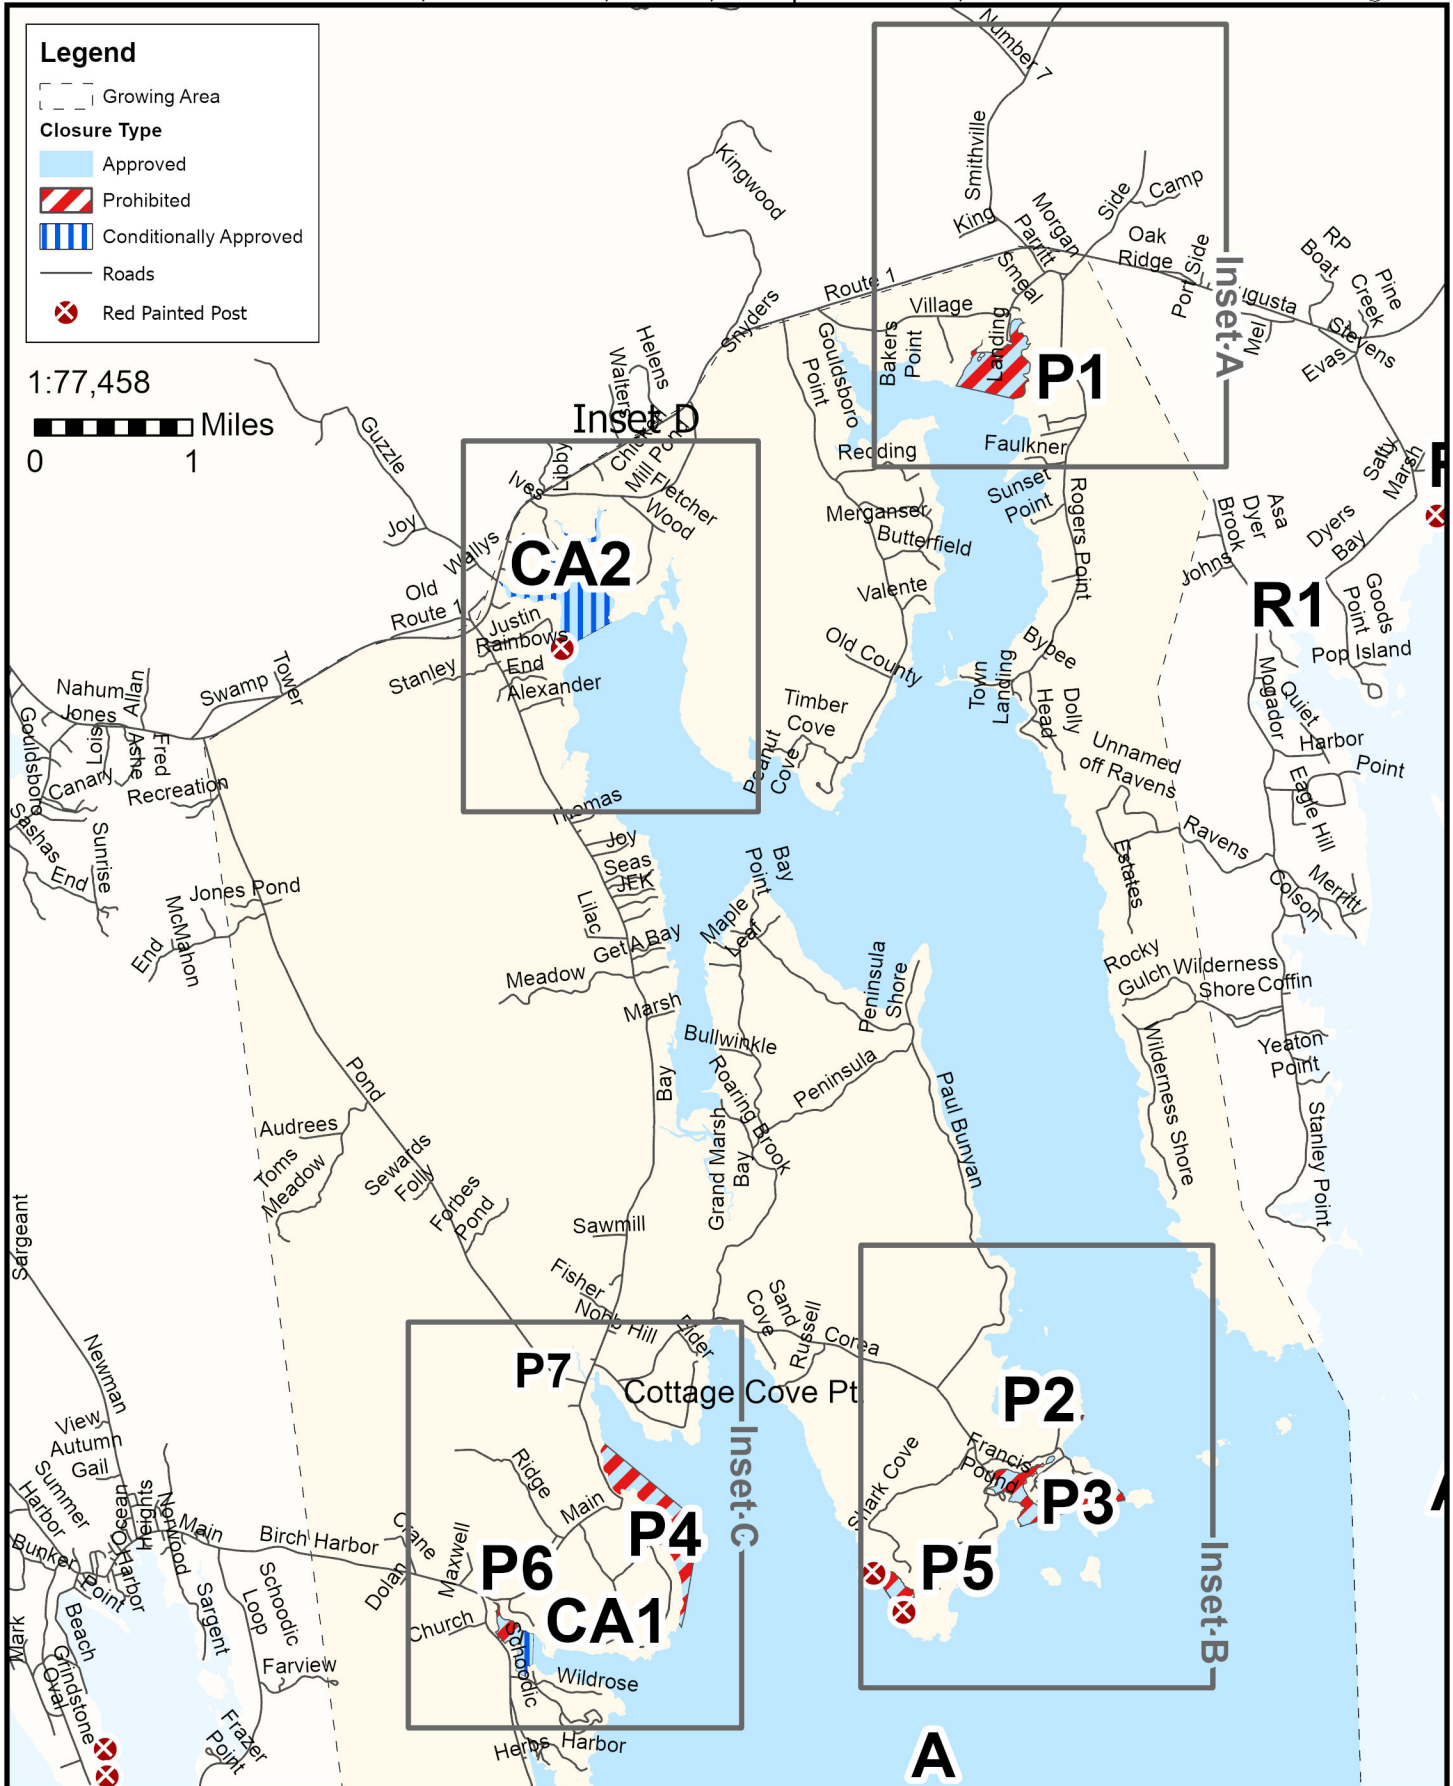 Legend
Growing Area
Closure Type
Approved
Prohibited
Conditionally Approved
Roads
Red Painted Post
1:77,458
Miles
0 1
Number 7
Smithville
King
Morgan
Parritt
Side
Camp
Oak
Ridge
Port Side
RP
Boat
Pine
Creek
Stevens
Evas
Mel
Inset A
Kingwood
Snyders
Route 1
Village
Smeal
Landing
Bakers
Point
Gouldsboro
Point
P1
Faulkner
Redding
Sunset
Point
Rogers Point
Merganser
Butterfield
Valente
Old County
Timber
Cove
Peanut
Cove
Town
Landing
Bypee
Dolly
Head
Salty
Marsh
Asa
Dyer
Brook
Dyers
Bay
Johns
R1
Goods
Point
Pop Island
Mogador
Quiet
Harbor
Point
Eagle Hill
Unnamed
off Ravens
Ravens
Estates
Colson
Merritt
Rocky
Gulch
Wilderness
Shore
Coffin
Yeaton
Point
Wilderness Shore
Stanley Point
Helens
Walters
Inset D
Chicken
Mill Pond
Fletcher
Wood
Libby
Ives
Guzzle
Joy
Wallys
Old
Route 1
CA2
Justin
Rainbows
End
Stanley
Alexander
Swamp
Tower
Nahum
Jones
Allan
Lois
Ashe
Fred
Gouldsboro
Canary
Recreation
Sashas
End
Sunrise
Jones Pond
McMahon
End
Thomas
Joy
Seas
JFK
Lilac
Get A Bay
Meadow
Marsh
Bay
Bay
Point
Maple
Leaf
Peninsula
Shore
Bullwinkle
Roaring Brook
Peninsula
Grand Marsh
Bay
Paul Bunyan
Pond
Audrees
Toms
Meadow
Sewards
Folly
Forbes
Pond
Sawmill
Fisher
Nobb Hill
Eider
Sand
Cove
Russell
Corea
P7
Cottage Cove Pt
Inset C
P2
Francis
Pound
P3
Shark Cove
P5
Inset B
Ridge
Main
P4
Maxwell
P6
CA1
Crane
Dolan
Church
Schoodic
Wildrose
Herbs
Harbor
Sargeant
Newman
View
Autumn
Gail
Summer
Harbor
Ocean
Heights
Norwood
Main
Birch Harbor
Bunker
Harbor
Point
Beach
Mark
Oval
Grindstone
Sargent
Schoodic
Loop
Farview
Frazer
Point
A